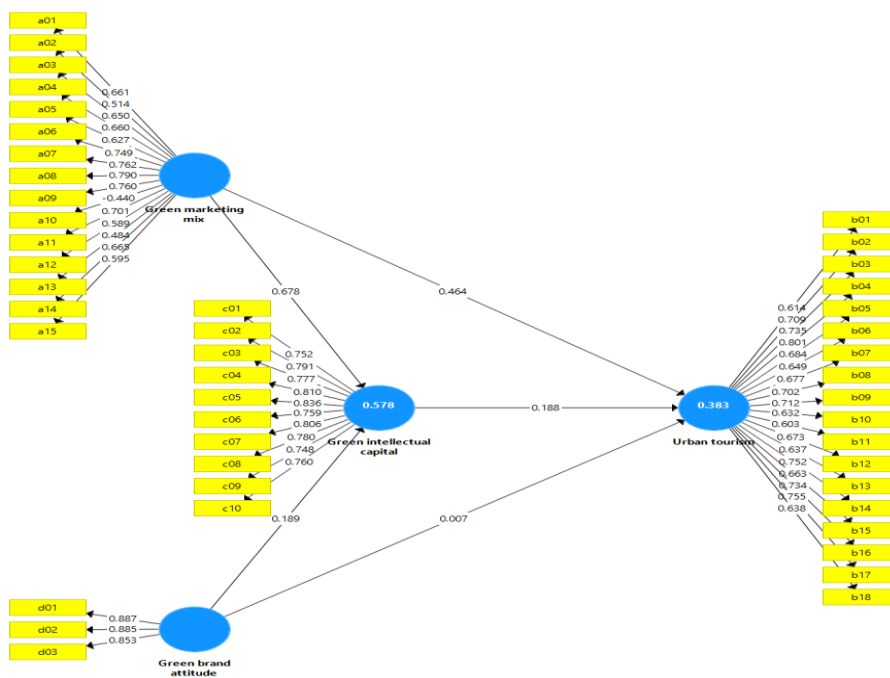 a01
a02
a03
a04
a05
a06
a07
a08
a09
a10
a11
a12
a13
a14
a15
0.661
0.514
0.650
0.660
0.627
0.749
0.762
0.790
0.760
-0.440
0.701
0.589
0.484
0.665
0.595
Green marketing
mix
0.678
0.464
c01
c02
c03
c04
c05
c06
c07
c08
c09
c10
0.752
0.791
0.777
0.810
0.836
0.759
0.806
0.780
0.748
0.760
0.578
Green intellectual
capital
0.188
0.189
0.007
0.383
Urban tourism
0.614
0.709
0.735
0.801
0.684
0.649
0.677
0.702
0.712
0.632
0.603
0.673
0.637
0.752
0.663
0.734
0.755
0.638
b01
b02
b03
b04
b05
b06
b07
b08
b09
b10
b11
b12
b13
b14
b15
b16
b17
b18
d01
d02
d03
0.887
0.885
0.853
Green brand
attitude